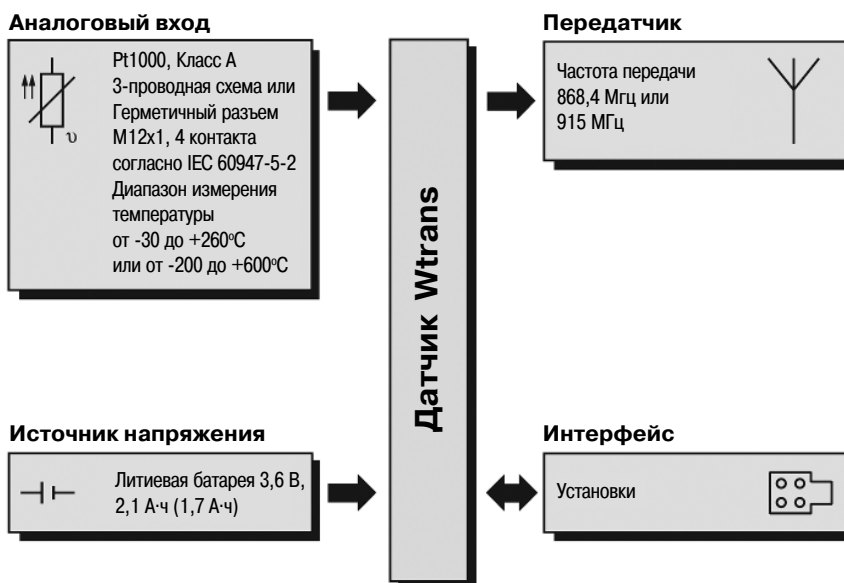 Аналоговый вход
Pt1000, Класс А
3-проводная схема или
Герметичный разъем
М12х1, 4 контакта
согласно IEC 60947-5-2
Диапазон измерения
температуры
от -30 до +260°С
или от -200 до +600°С
υ
Передатчик
Частота передачи
868,4 Мгц или
915 МГц
Датчик Wtrans
Источник напряжения
Литиевая батарея 3,6 В,
2,1 А·ч (1,7 А·ч)
Интерфейс
Установки